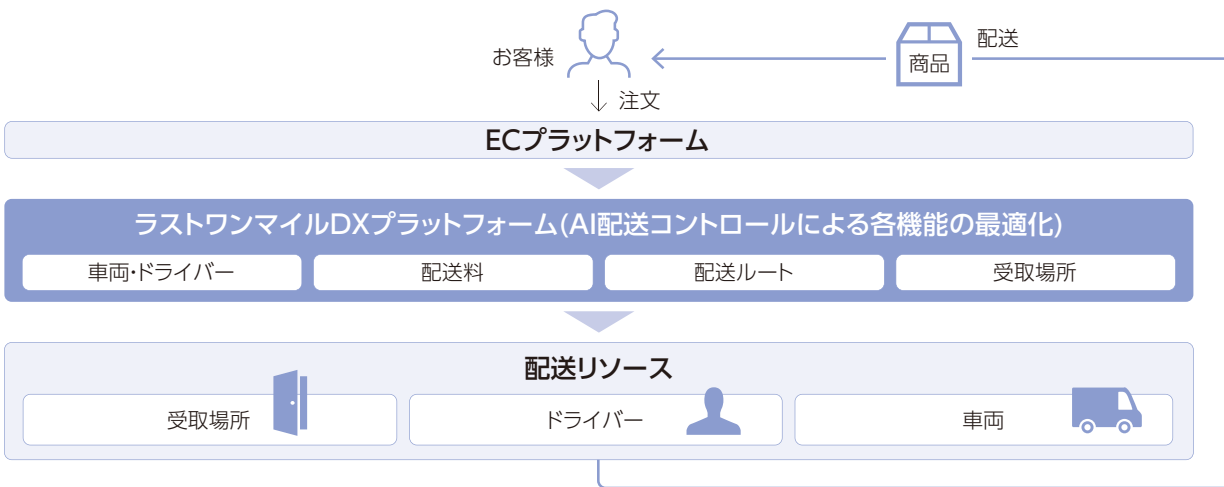 お客様
商品
配送
注文
ECプラットフォーム
ラストワンマイルDXプラットフォーム(AI配送コントロールによる各機能の最適化)
車両・ドライバー
配送料
配送ルート
受取場所
配送リソース
受取場所
ドライバー
車両